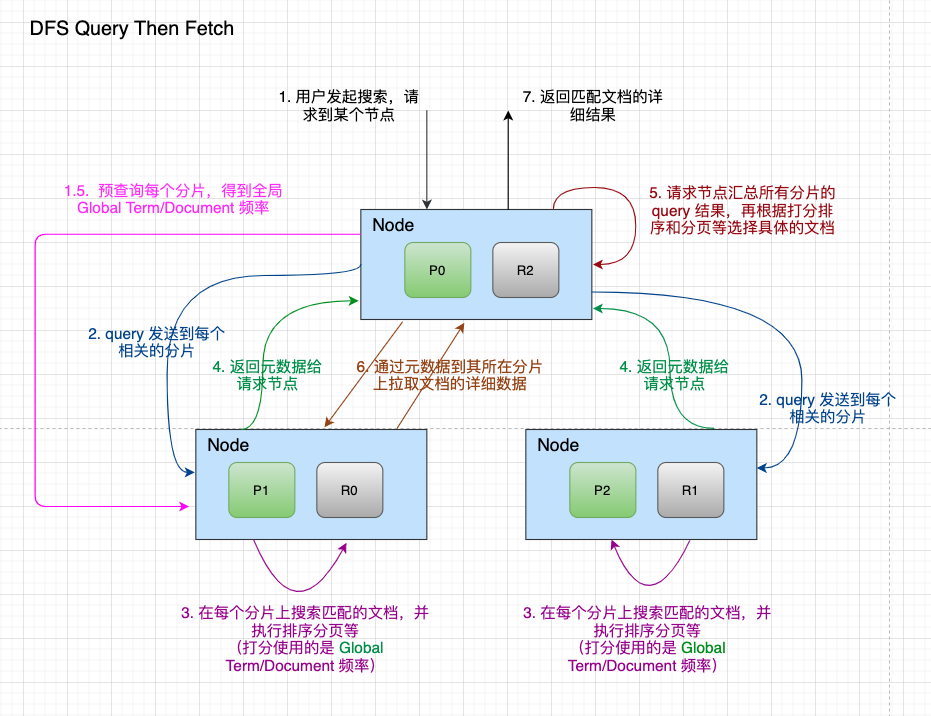 DFS Query Then Fetch
1. 用户发起搜索，请
求到某个节点
7. 返回匹配文档的详
细结果
1.5. 预查询每个分片，得到全局
Global Term/Document 频率
5. 请求节点汇总所有分片的
query 结果，再根据打分排
序和分页等选择具体的文档
Node
P0
R2
2. query 发送到每个
相关的分片
4. 返回元数据给
请求节点
6. 通过元数据到其所在分片
上拉取文档的详细数据
4. 返回元数据给
请求节点
2. query 发送到每个
相关的分片
Node
P1
R0
Node
P2
R1
3. 在每个分片上搜索匹配的文档，并
执行排序分页等
（打分使用的是 Global
Term/Document 频率）
3. 在每个分片上搜索匹配的文档，并
执行排序分页等
（打分使用的是 Global
Term/Document 频率）